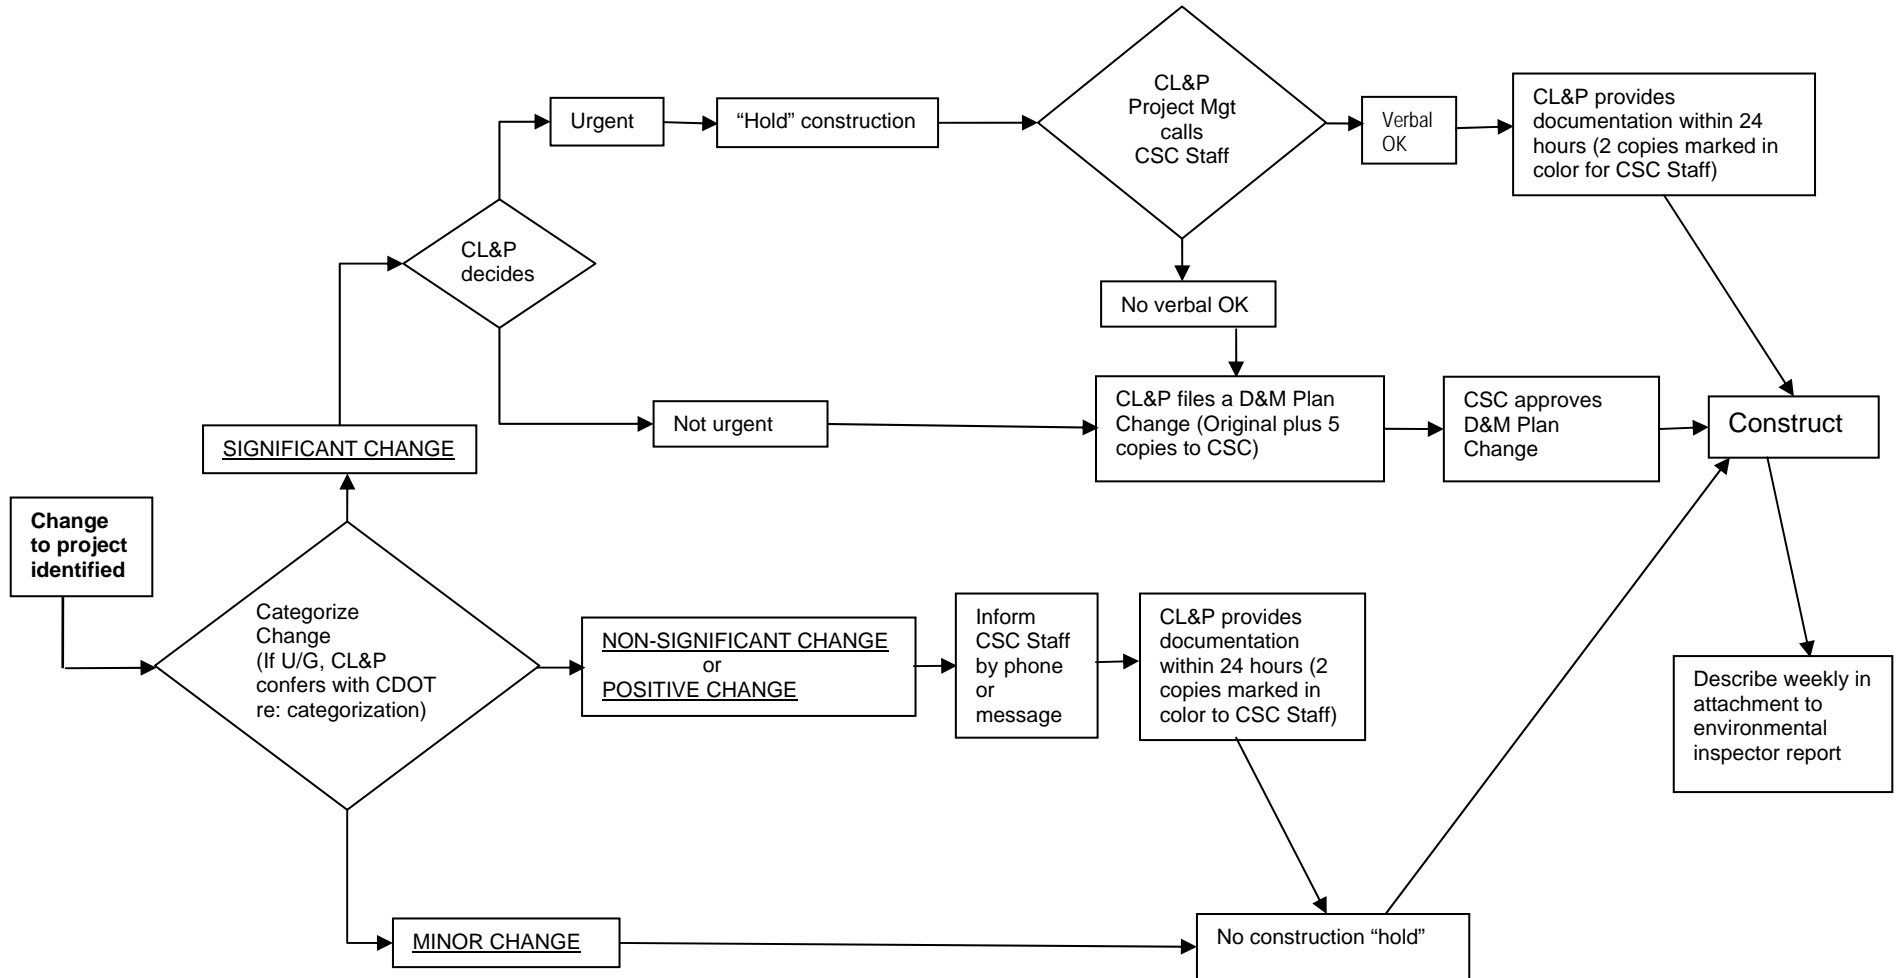 CL&P
Project Mgt
calls
CSC Staff
Urgent
“Hold” construction
Verbal
OK
CL&P provides
documentation within 24
hours (2 copies marked in
color for CSC Staff)
CL&P
decides
No verbal OK
Not urgent
CL&P files a D&M Plan
Change (Original plus 5
copies to CSC)
CSC approves
D&M Plan
Change
Construct
SIGNIFICANT CHANGE
Change
to project
identified
Categorize
Change
(If U/G, CL&P
confers with CDOT
re: categorization)
NON-SIGNIFICANT CHANGE
or
POSITIVE CHANGE
Inform
CSC Staff
by phone
or
message
CL&P provides
documentation
within 24 hours (2
copies marked in
color to CSC Staff)
Describe weekly in
attachment to
environmental
inspector report
MINOR CHANGE
No construction “hold”